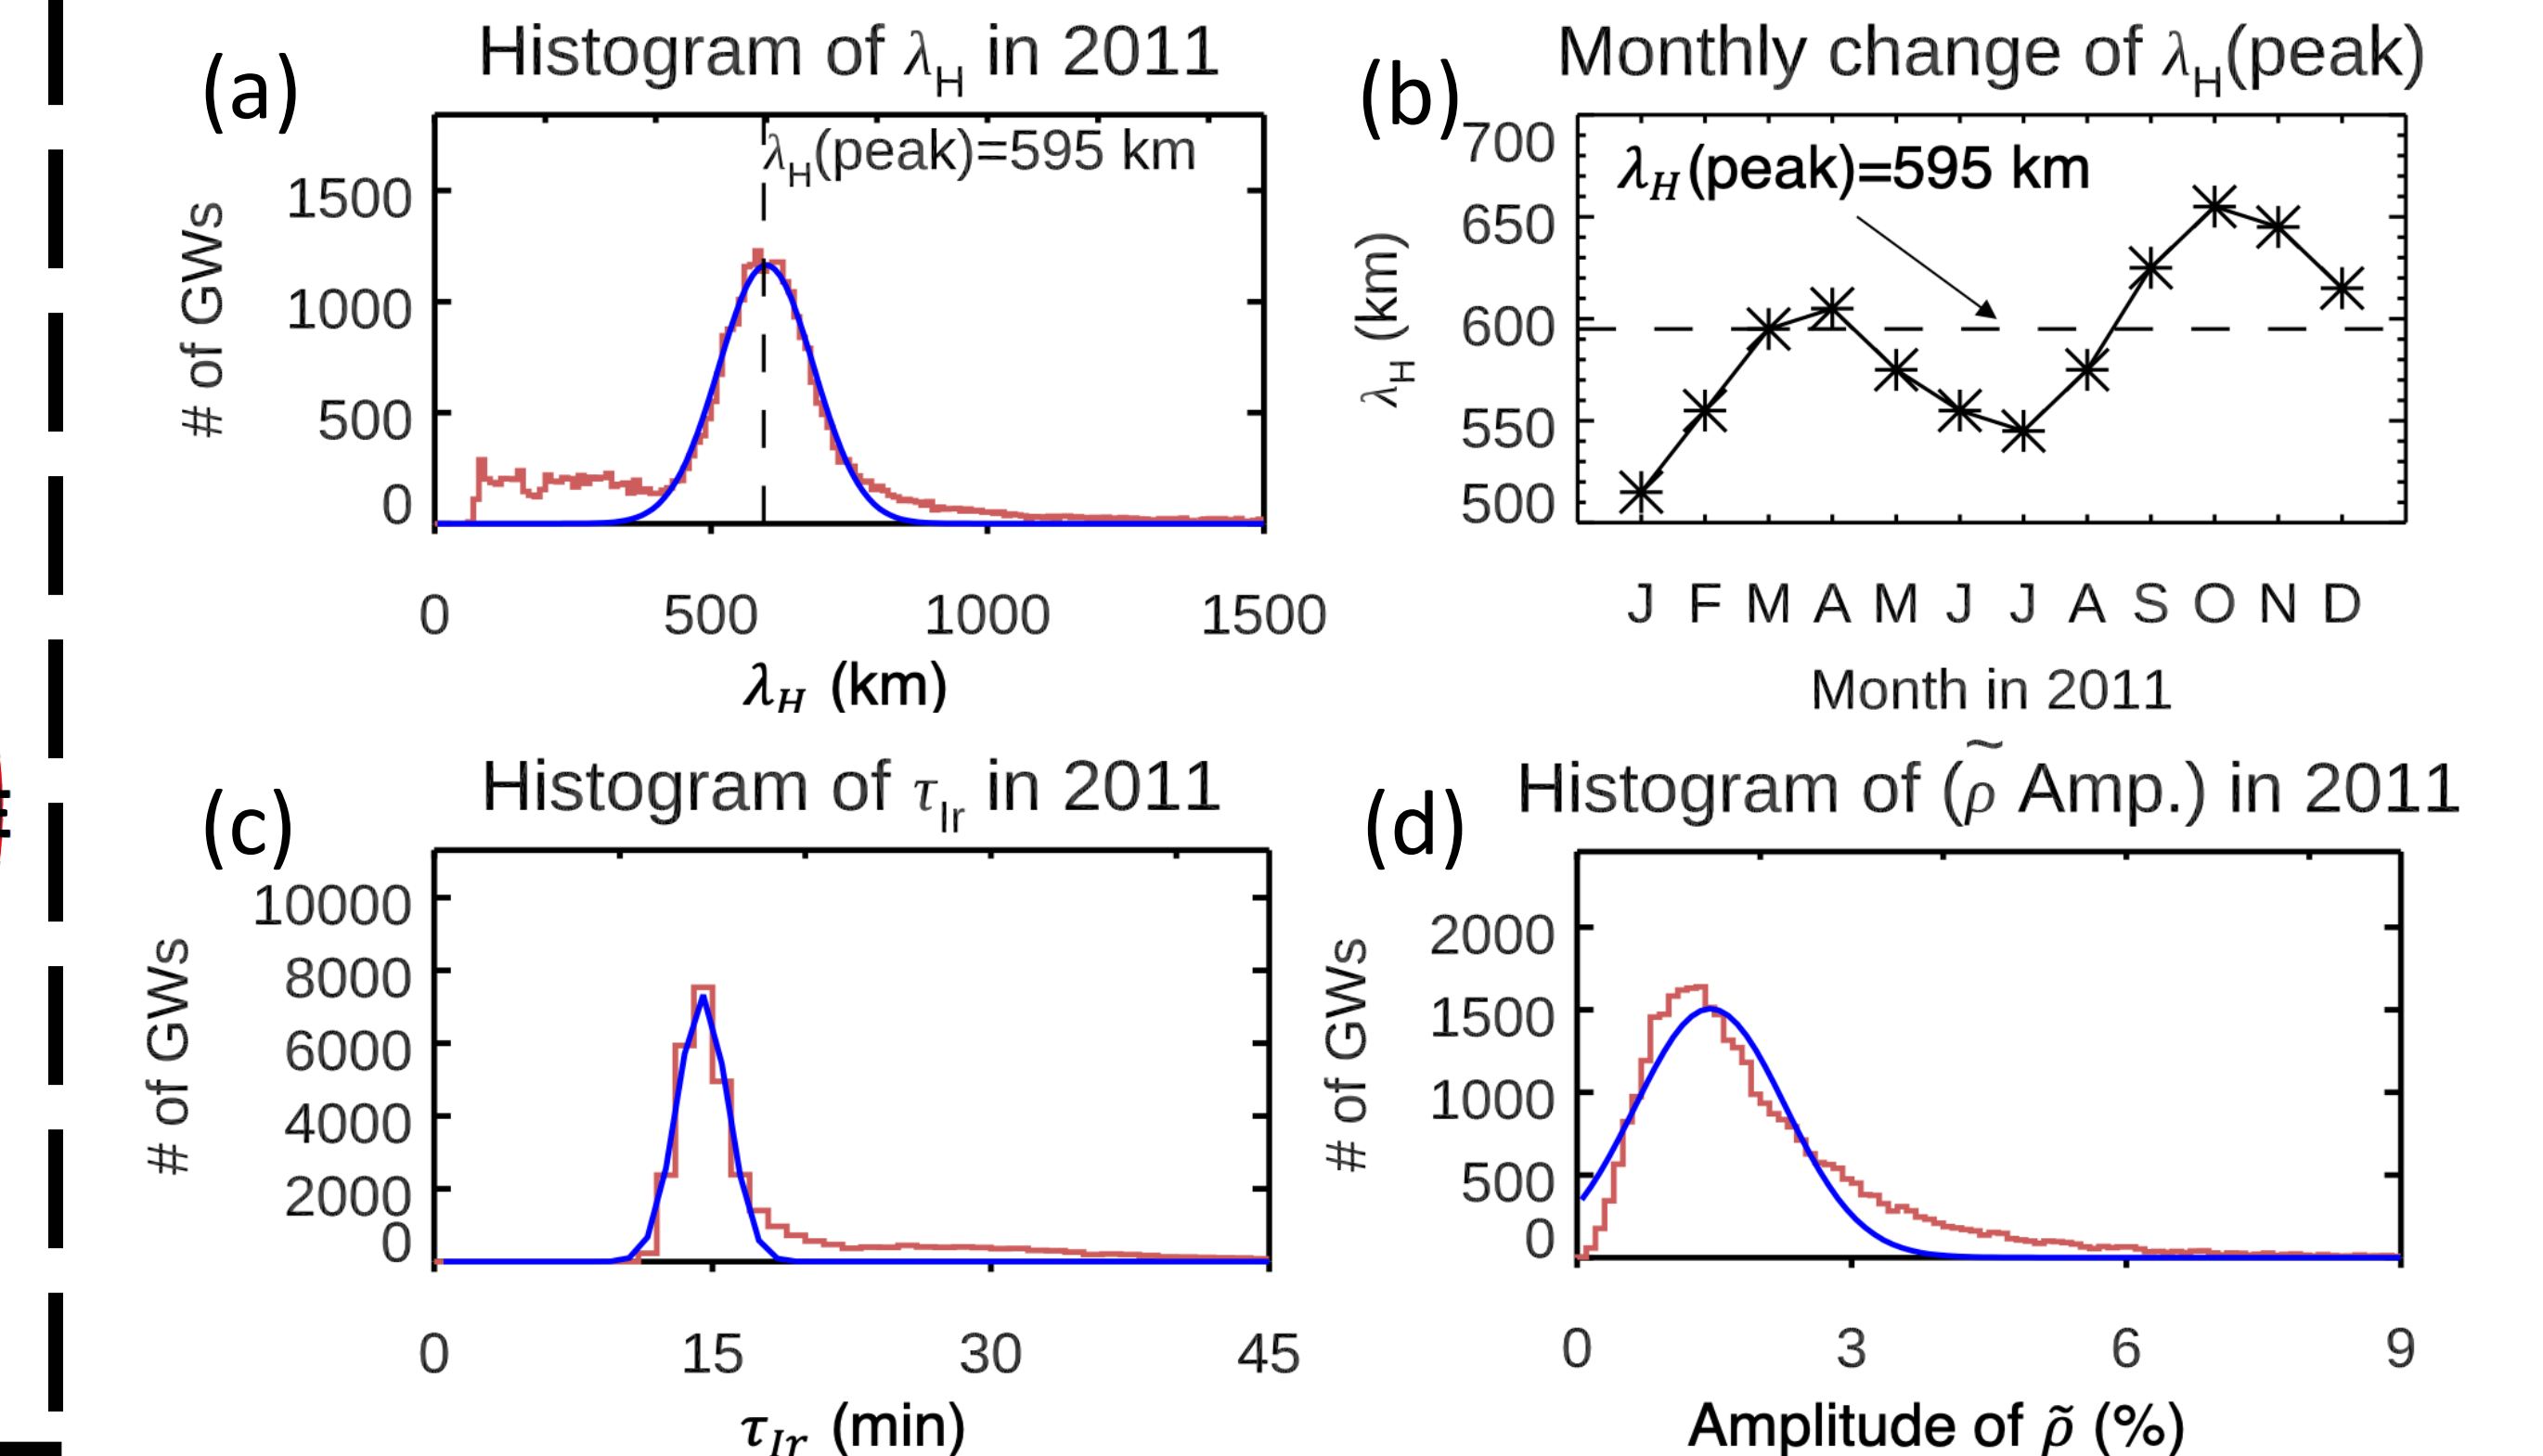 (a)
Histogram of λH in 2011
λH(peak)=595 km
# of GWs
1500
1000
500
0
0 500 1000 1500
λH (km)
(b)
Monthly change of λH(peak)
λH(peak)=595 km
λH (km)
700
650
600
550
500
J F M A M J J A S O N D
Month in 2011
(c)
Histogram of τIr in 2011
# of GWs
10000
8000
6000
4000
2000
0
0 15 30 45
τIr (min)
(d)
Histogram of (ρ̃ Amp.) in 2011
# of GWs
2000
1500
1000
500
0
0 3 6 9
Amplitude of ρ̃ (%)